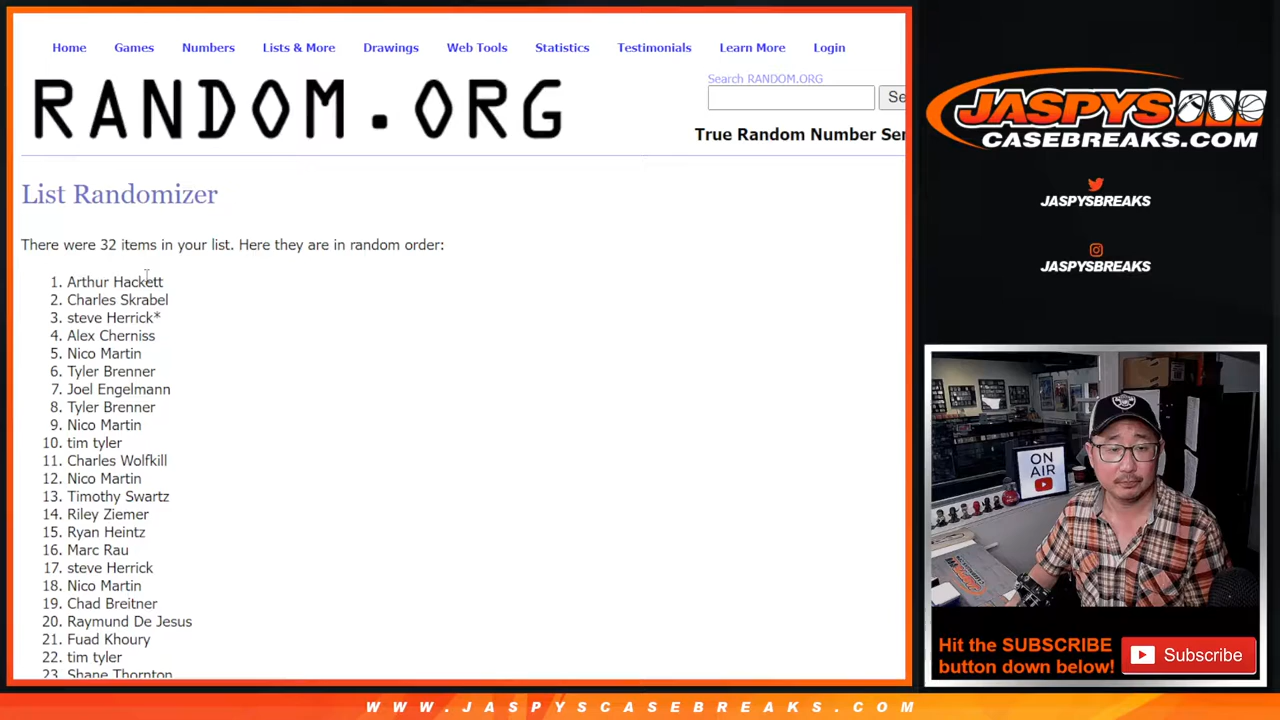 Home Games Numbers Lists & More Drawings Web Tools Statistics Testimonials Learn More Login
RANDOM.ORG
Search RANDOM.ORG
Se
True Random Number Ser
List Randomizer
There were 32 items in your list. Here they are in random order:
1. Arthur Hackett
2. Charles Skrabel
3. steve Herrick*
4. Alex Cherniss
5. Nico Martin
6. Tyler Brenner
7. Joel Engelmann
8. Tyler Brenner
9. Nico Martin
10. tim tyler
11. Charles Wolfkill
12. Nico Martin
13. Timothy Swartz
14. Riley Ziemer
15. Ryan Heintz
16. Marc Rau
17. steve Herrick
18. Nico Martin
19. Chad Breitner
20. Raymund De Jesus
21. Fuad Khoury
22. tim tyler
23. Shane Thornton
JASPYS
CASEBREAKS.COM
JASPYSBREAKS
JASPYSBREAKS
ON
AIR
Hit the SUBSCRIBE
button down below!
Subscribe
WWW.JASPYSCASEBREAKS.COM